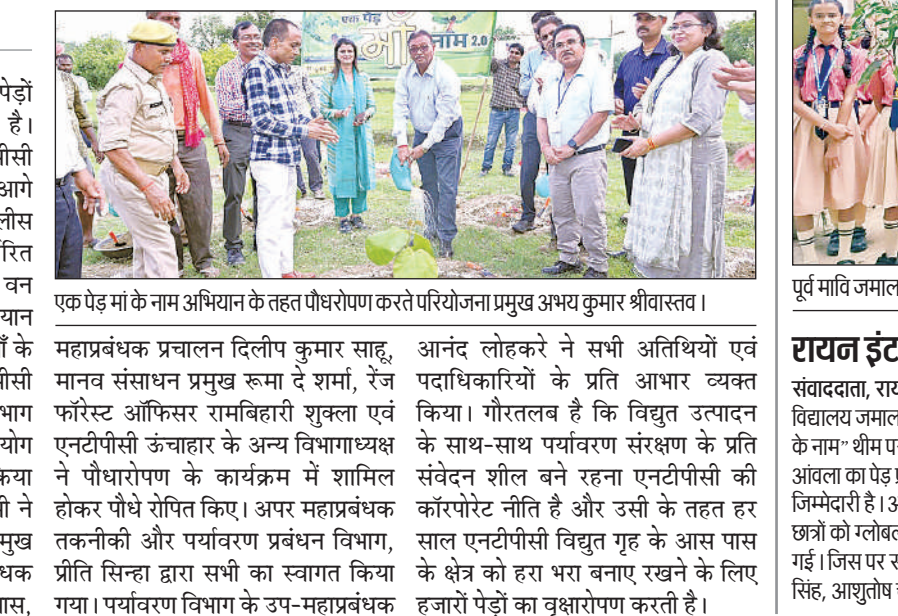 एक पेड़
माँ नाम 2.0
पेड़ों
है।
आगे
वन
के
भाग
योग
ने
एक पेड़ मां के नाम अभियान के तहत पौधरोपण करते परियोजना प्रमुख अभय कुमार श्रीवास्तव।
महाप्रबंधक प्रचालन दिलीप कुमार साहू,
मानव संसाधन प्रमुख रूमा दे शर्मा, रेंज
फॉरेस्ट ऑफिसर रामबिहारी शुक्ला एवं
एनटीपीसी ऊंचाहार के अन्य विभागाध्यक्ष
ने पौधारोपण के कार्यक्रम में शामिल
होकर पौधे रोपित किए। अपर महाप्रबंधक
तकनीकी और पर्यावरण प्रबंधन विभाग,
प्रीति सिन्हा द्वारा सभी का स्वागत किया
गया। पर्यावरण विभाग के उप-महाप्रबंधक
आनंद लोहकरे ने सभी अतिथियों एवं
पदाधिकारियों के प्रति आभार व्यक्त
किया। गौरतलब है कि विद्युत उत्पादन
के साथ-साथ पर्यावरण संरक्षण के प्रति
संवेदन शील बने रहना एनटीपीसी की
कॉरपोरेट नीति है और उसी के तहत हर
साल एनटीपीसी विद्युत गृह के आस पास
के क्षेत्र को हरा भरा बनाए रखने के लिए
हजारों पेड़ों का वृक्षारोपण करती है।
पूर्व मावि जमाल
रायन इंट
संवाददाता, राय
विद्यालय जमाल
के नाम” थीम प
आंवला का पेड़
जिम्मेदारी है।
छात्रों को ग्लोबल
गई। जिस पर
सिंह, आशुतोष